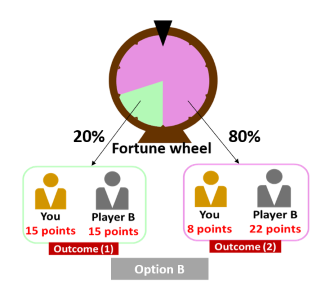 20% 80%
Fortune wheel
You Player B You Player B
15 points 15 points 8 points 22 points
Outcome (1) Outcome (2)
Option B